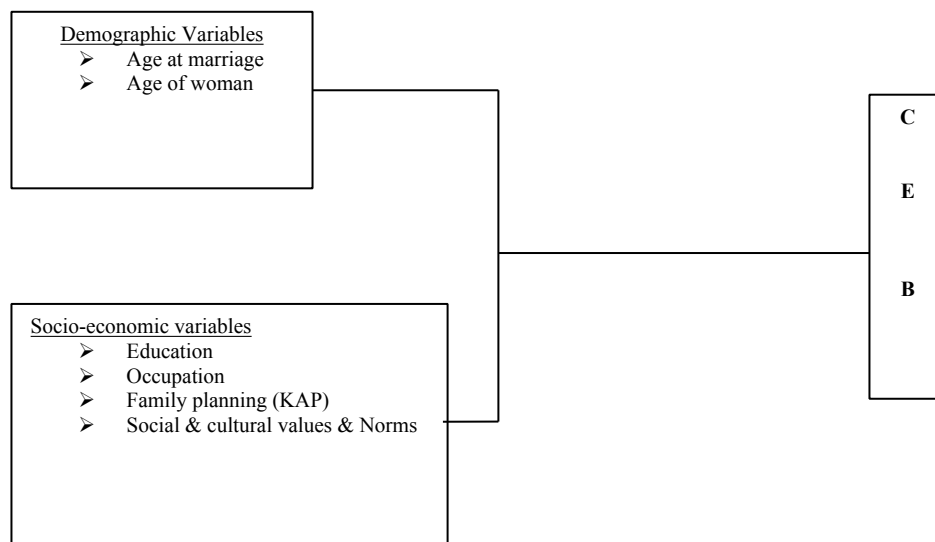 Demographic Variables
➢ Age at marriage
➢ Age of woman
Socio-economic variables
➢ Education
➢ Occupation
➢ Family planning (KAP)
➢ Social & cultural values & Norms
C
E
B